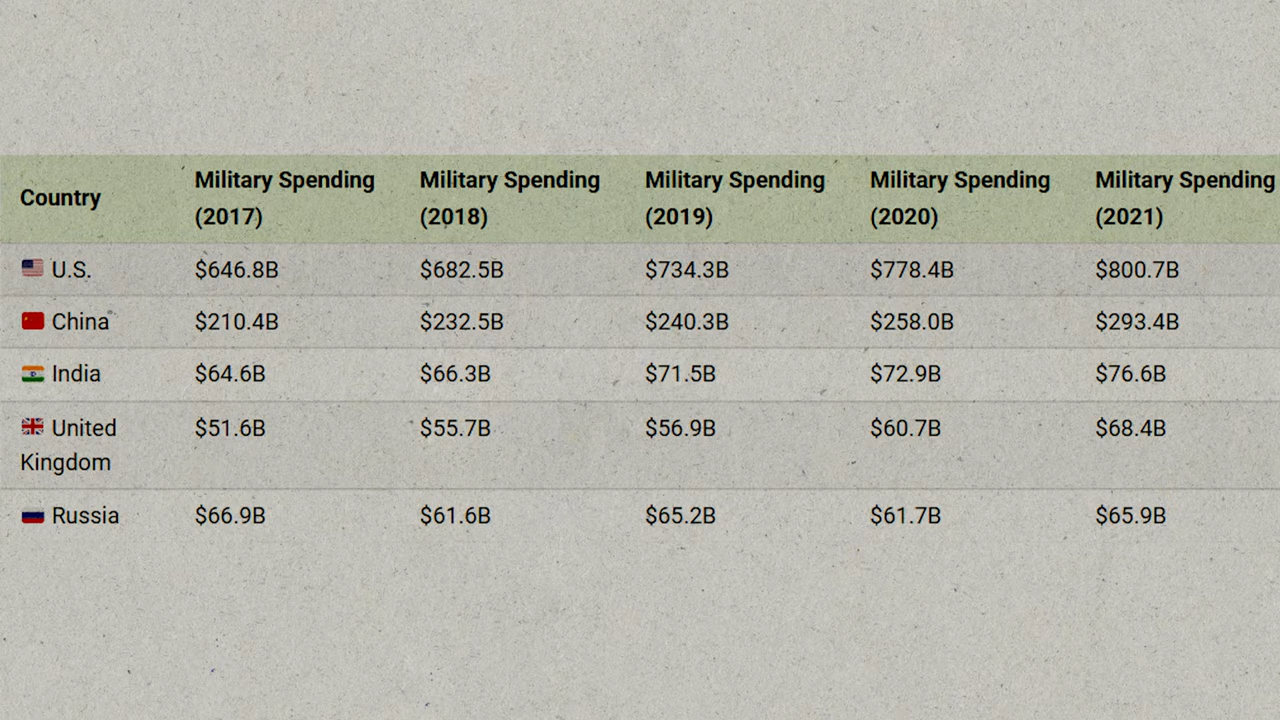 Country Military Spending (2017) Military Spending (2018) Military Spending (2019) Military Spending (2020) Military Spending (2021)
U.S. $646.8B $682.5B $734.3B $778.4B $800.7B
China $210.4B $232.5B $240.3B $258.0B $293.4B
India $64.6B $66.3B $71.5B $72.9B $76.6B
United Kingdom $51.6B $55.7B $56.9B $60.7B $68.4B
Russia $66.9B $61.6B $65.2B $61.7B $65.9B